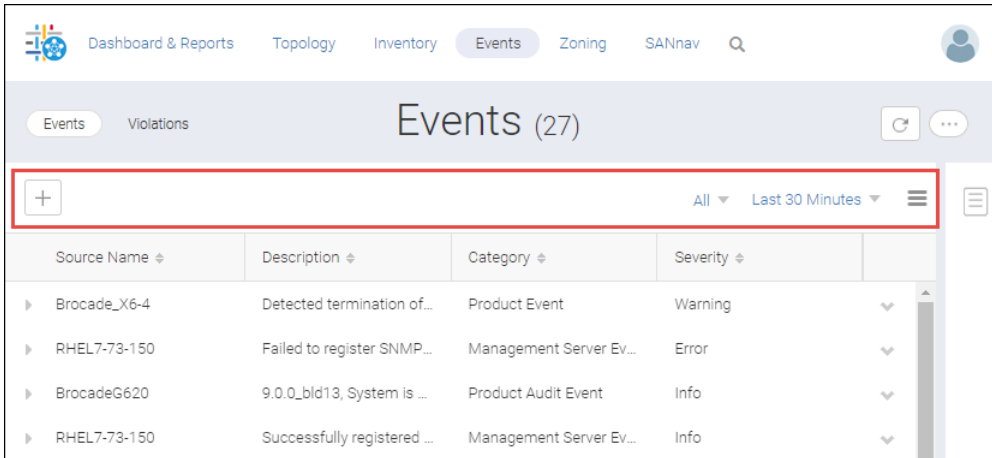 Dashboard & Reports Topology Inventory Events Zoning SANnav
Events Violations Events (27)
All Last 30 Minutes
Source Name Description Category Severity
Brocade_X6-4 Detected termination of... Product Event Warning
RHEL7-73-150 Failed to register SNMP... Management Server Ev... Error
BrocadeG620 9.0.0_bld13, System is ... Product Audit Event Info
RHEL7-73-150 Successfully registered ... Management Server Ev... Info